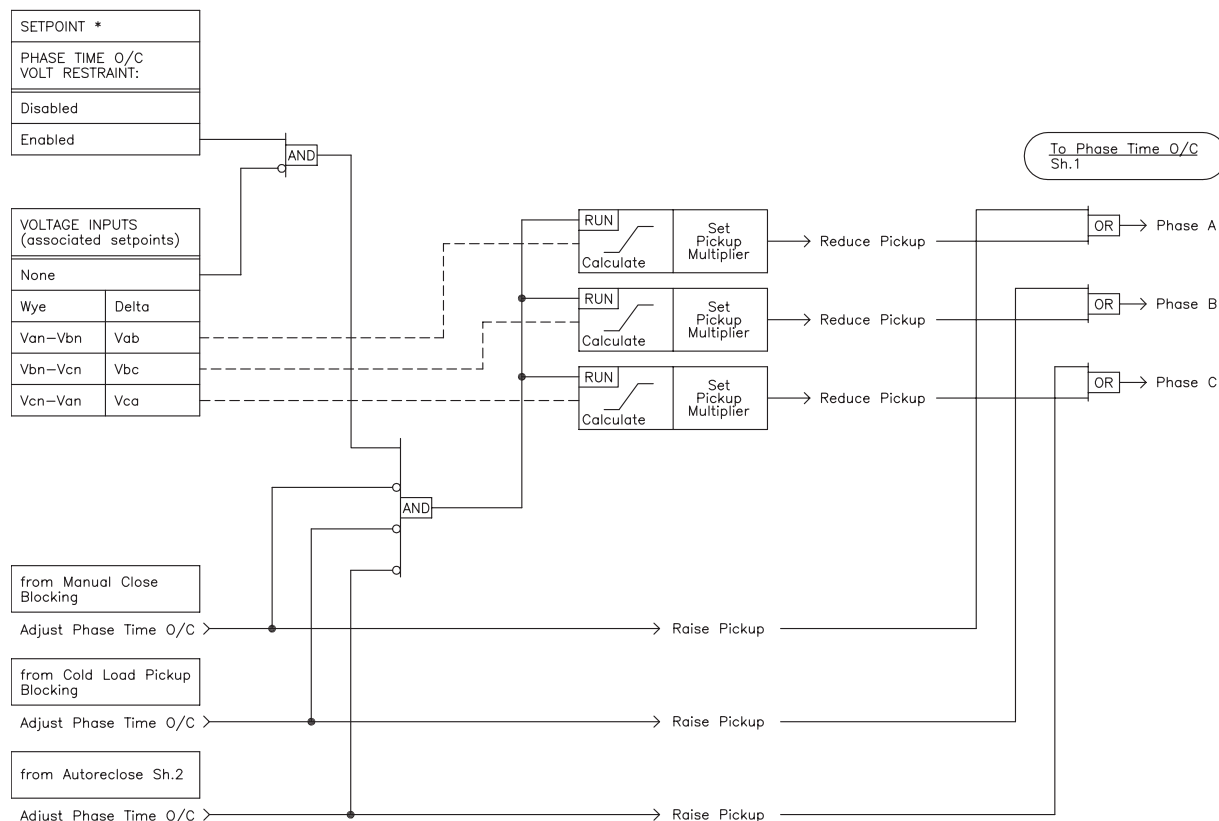 SETPOINT *
PHASE TIME O/C
VOLT RESTRAINT:
Disabled
Enabled
AND
To Phase Time O/C
Sh.1
VOLTAGE INPUTS
(associated setpoints)
None
Wye Delta
Van–Vbn Vab
Vbn–Vcn Vbc
Vcn–Van Vca
RUN
Calculate
Set
Pickup
Multiplier
Reduce Pickup
OR
Phase A
RUN
Calculate
Set
Pickup
Multiplier
Reduce Pickup
OR
Phase B
RUN
Calculate
Set
Pickup
Multiplier
Reduce Pickup
OR
Phase C
AND
from Manual Close
Blocking
Adjust Phase Time O/C
Raise Pickup
from Cold Load Pickup
Blocking
Adjust Phase Time O/C
Raise Pickup
from Autoreclose Sh.2
Adjust Phase Time O/C
Raise Pickup